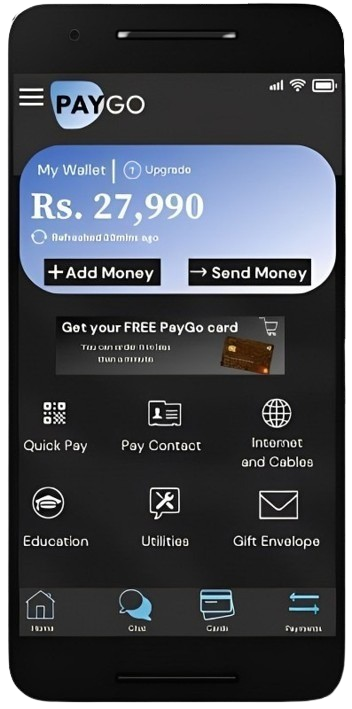 PAYGO
My Wallet | Upgrade
Rs. 27,990
Refreshed 00mins ago
+Add Money → Send Money
Get your FREE PayGo card
You can order it in less
than a minute
Quick Pay Pay Contact Internet
and Cables
Education Utilities Gift Envelope
Home Chat Cards Payments